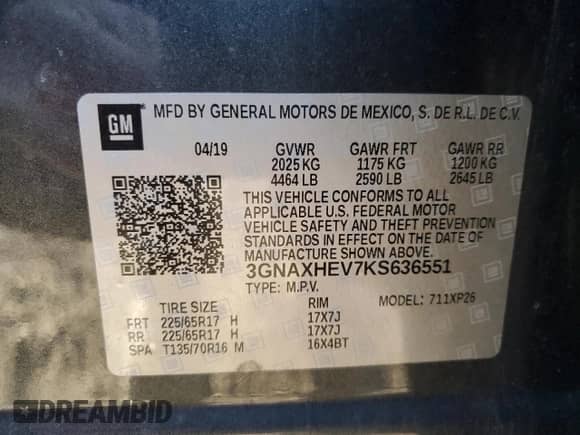 GM
MFD BY GENERAL MOTORS DE MEXICO, S. DE R.L. DE C.V.
04/19 GVWR GAWR FRT GAWR RR
2025 KG 1175 KG 1200 KG
4464 LB 2590 LB 2645 LB
THIS VEHICLE CONFORMS TO ALL
APPLICABLE U.S. FEDERAL MOTOR
VEHICLE SAFETY AND THEFT PREVENTION
STANDARDS IN EFFECT ON THE DATE OF
MANUFACTURE SHOWN ABOVE.
3GNAXHEV7KS636551
TYPE: M.P.V. MODEL: 711XP26
TIRE SIZE RIM
FRT 225/65R17 H 17X7J
RR 225/65R17 H 17X7J
SPA T135/70R16 M 16X4BT
DREAMBID